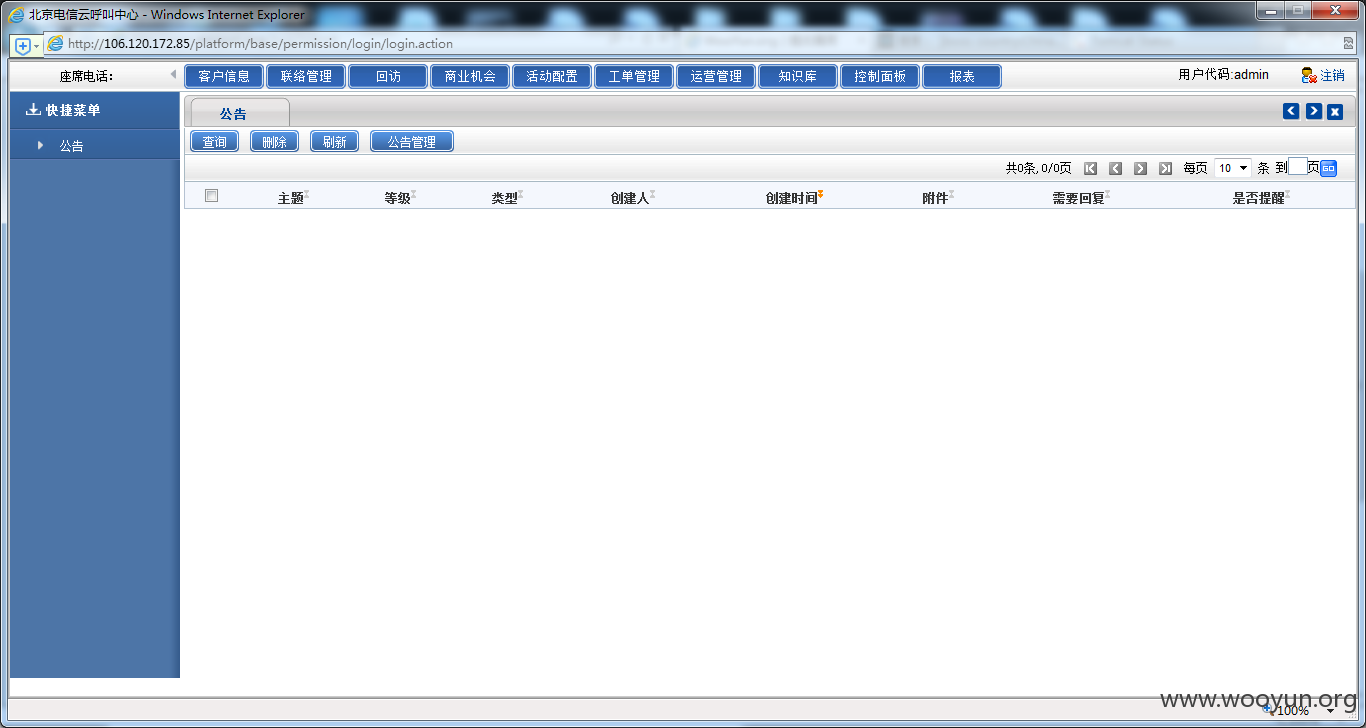 北京电信云呼叫中心 - Windows Internet Explorer
http://106.120.172.85/platform/base/permission/login/login.action
座席电话: 客户信息 联络管理 回访 商业机会 活动配置 工单管理 运营管理 知识库 控制面板 报表 用户代码:admin 注销
快捷菜单 公告
公告
查询 删除 刷新 公告管理
共0条, 0/0页 每页 10 条 到 页 GO
主题 等级 类型 创建人 创建时间 附件 需要回复 是否提醒
www.wooyun.org
100%